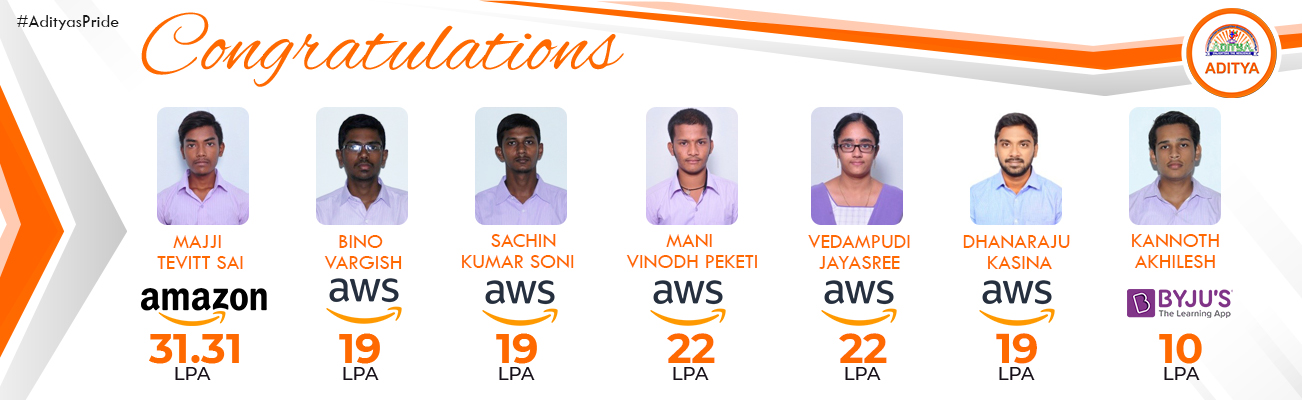 #AdityasPride
Congratulations
ADITYA
ADITYA
MAJJI
TEVITT SAI
amazon
31.31
LPA
BINO
VARGISH
aws
19
LPA
SACHIN
KUMAR SONI
aws
19
LPA
MANI
VINODH PEKETI
aws
22
LPA
VEDAMPUDI
JAYASREE
aws
22
LPA
DHANARAJU
KASINA
aws
19
LPA
KANNOTH
AKHILESH
B BYJU'S
The Learning App
10
LPA